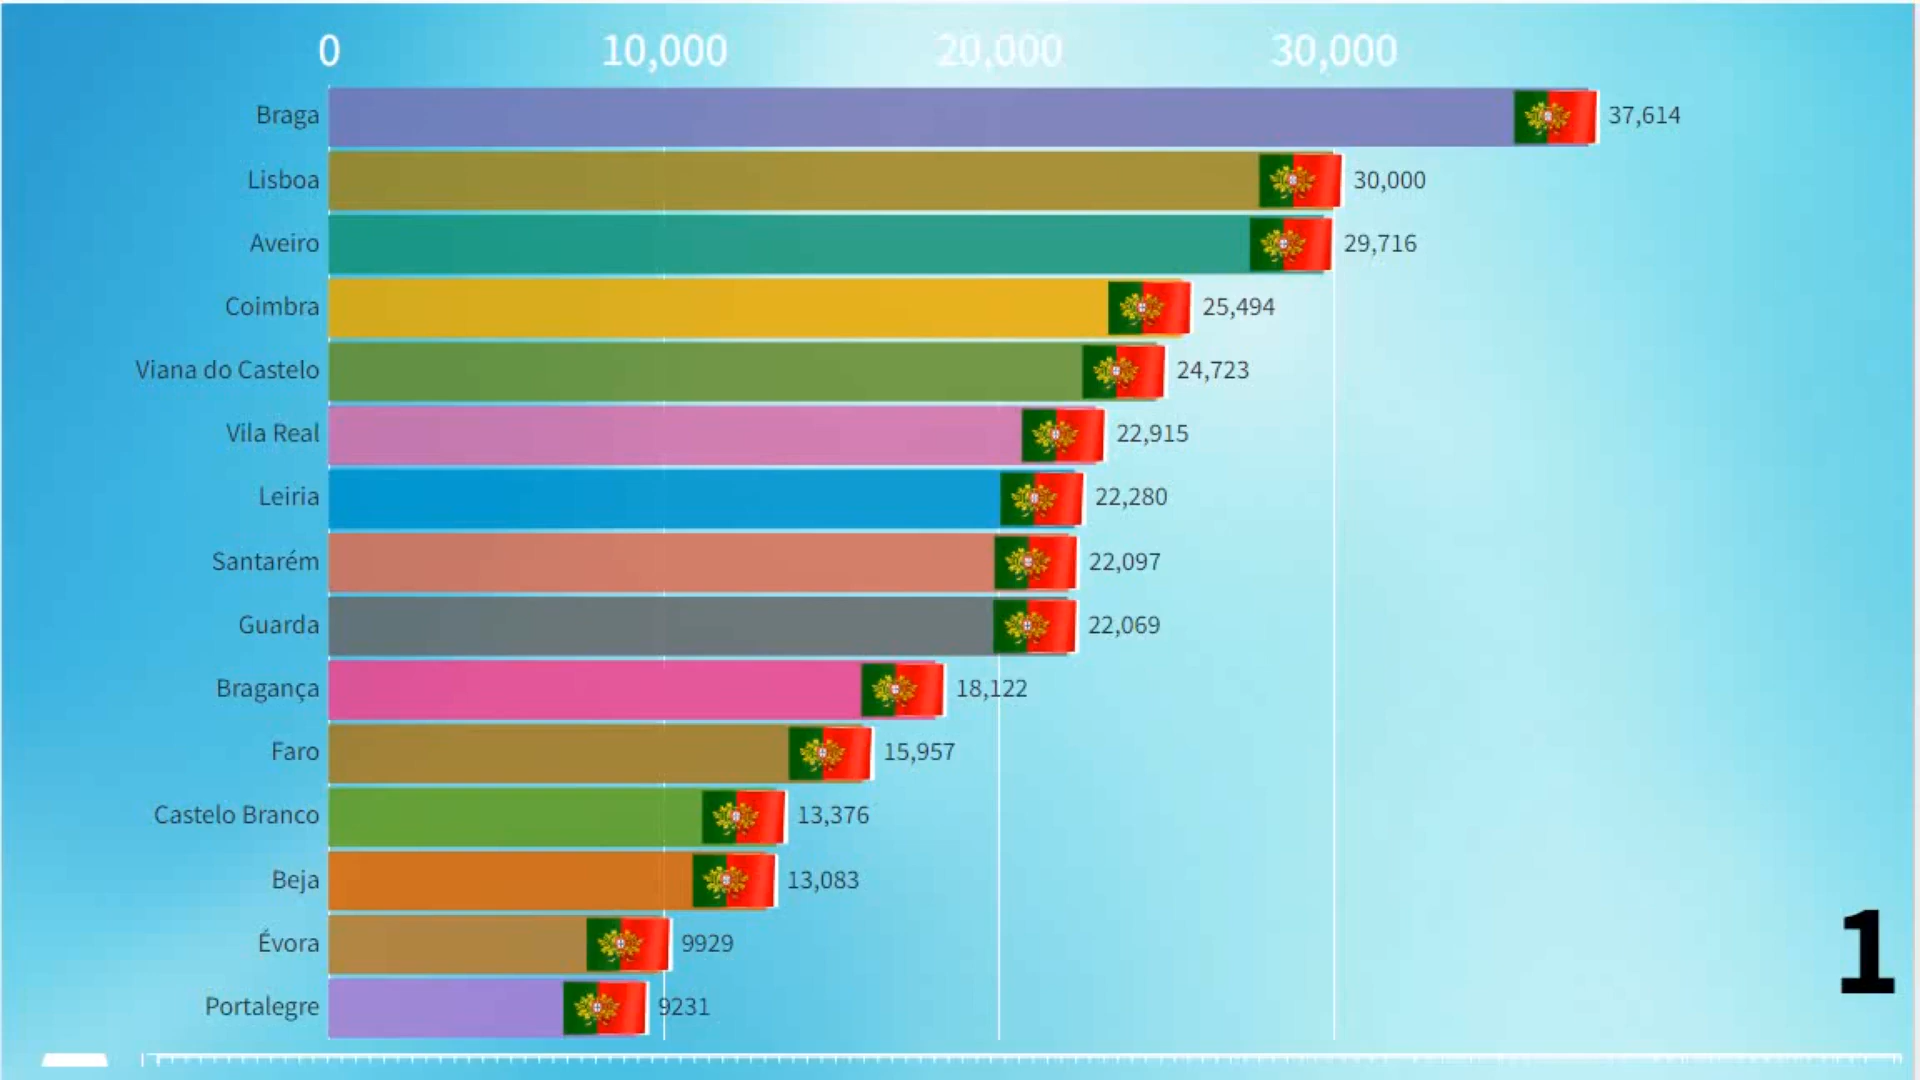 0 10,000 20,000 30,000
Braga 37,614
Lisboa 30,000
Aveiro 29,716
Coimbra 25,494
Viana do Castelo 24,723
Vila Real 22,915
Leiria 22,280
Santarém 22,097
Guarda 22,069
Bragança 18,122
Faro 15,957
Castelo Branco 13,376
Beja 13,083
Évora 9929
Portalegre 9231
1